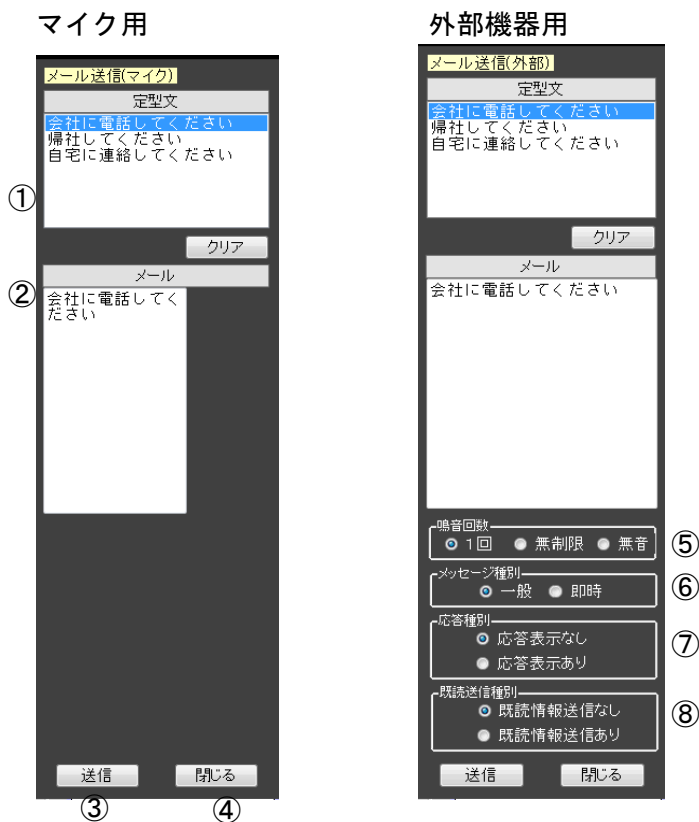 マイク用
メール送信(マイク)
定型文
会社に電話してください
帰社してください
自宅に連絡してください
①
クリア
メール
②
会社に電話してく
ださい
送信
閉じる
③
④
外部機器用
メール送信(外部)
定型文
会社に電話してください
帰社してください
自宅に連絡してください
クリア
メール
会社に電話してください
鳴音回数
1回 無制限 無音
⑤
メッセージ種別
一般 即時
⑥
応答種別
応答表示なし
応答表示あり
⑦
既読送信種別
既読情報送信なし
既読情報送信あり
⑧
送信
閉じる